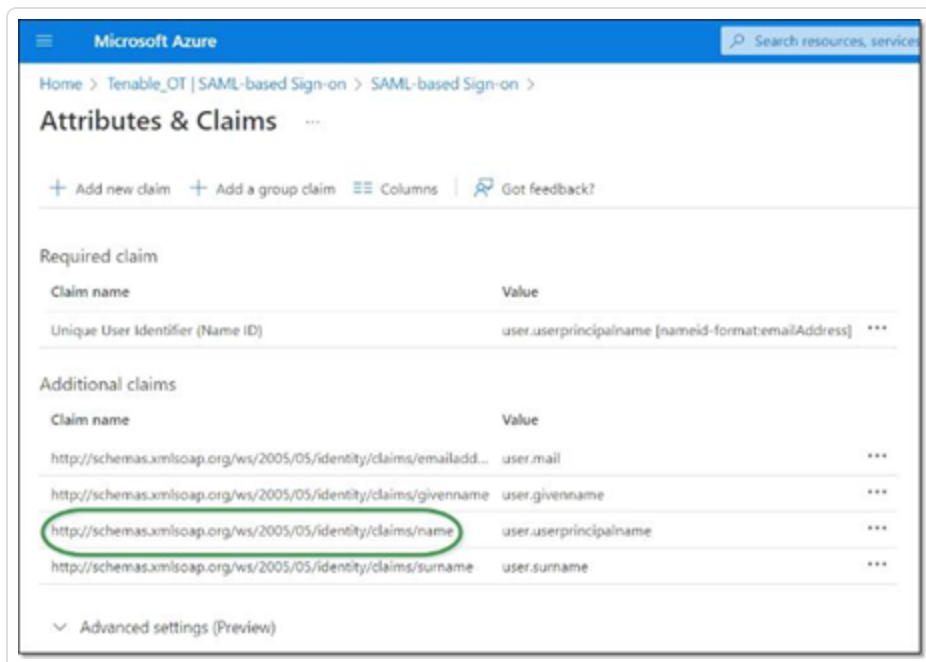 Microsoft Azure
Search resources, services
Home > Tenable_OT | SAML-based Sign-on > SAML-based Sign-on >
Attributes & Claims ...
+ Add new claim + Add a group claim Columns | Got feedback?
Required claim
Claim name Value
Unique User Identifier (Name ID) user.userprincipalname [nameid-format:emailAddress] •••
Additional claims
Claim name Value
http://schemas.xmlsoap.org/ws/2005/05/identity/claims/emailadd... user.mail •••
http://schemas.xmlsoap.org/ws/2005/05/identity/claims/givenname user.givenname •••
http://schemas.xmlsoap.org/ws/2005/05/identity/claims/name user.userprincipalname •••
http://schemas.xmlsoap.org/ws/2005/05/identity/claims/surname user.surname •••
Advanced settings (Preview)